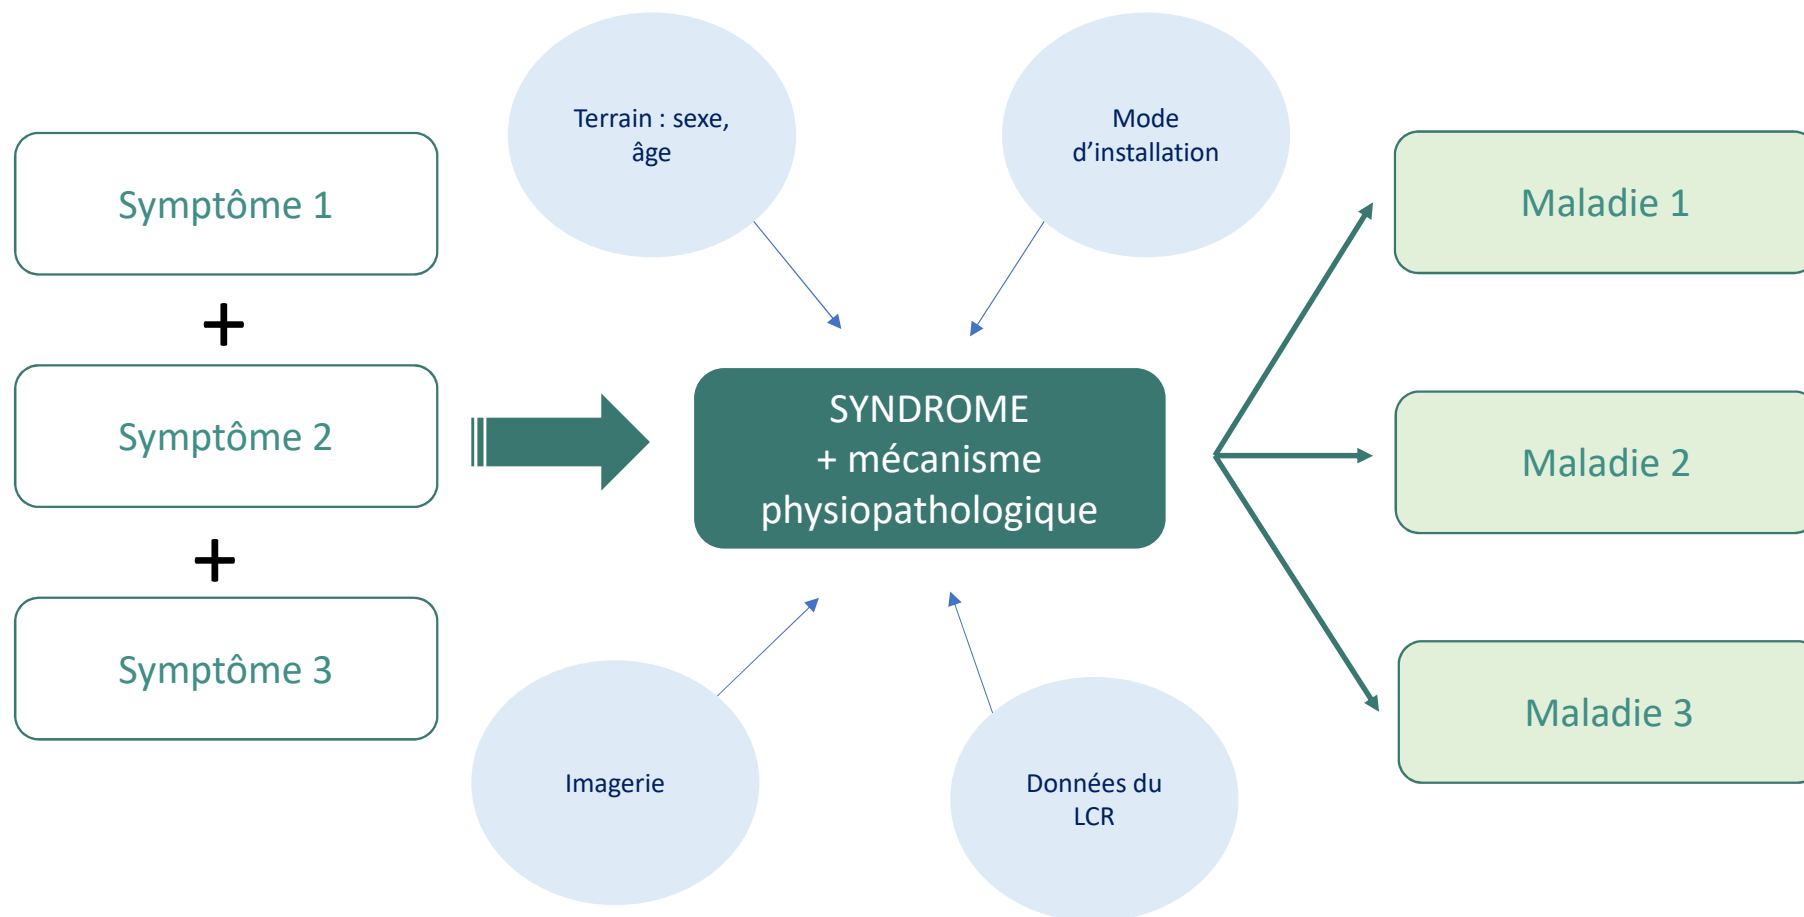 Symptôme 1
+
Symptôme 2
+
Symptôme 3
Terrain : sexe,
âge
Mode
d’installation
SYNDROME
+ mécanisme
physiopathologique
Imagerie
Données du
LCR
Maladie 1
Maladie 2
Maladie 3